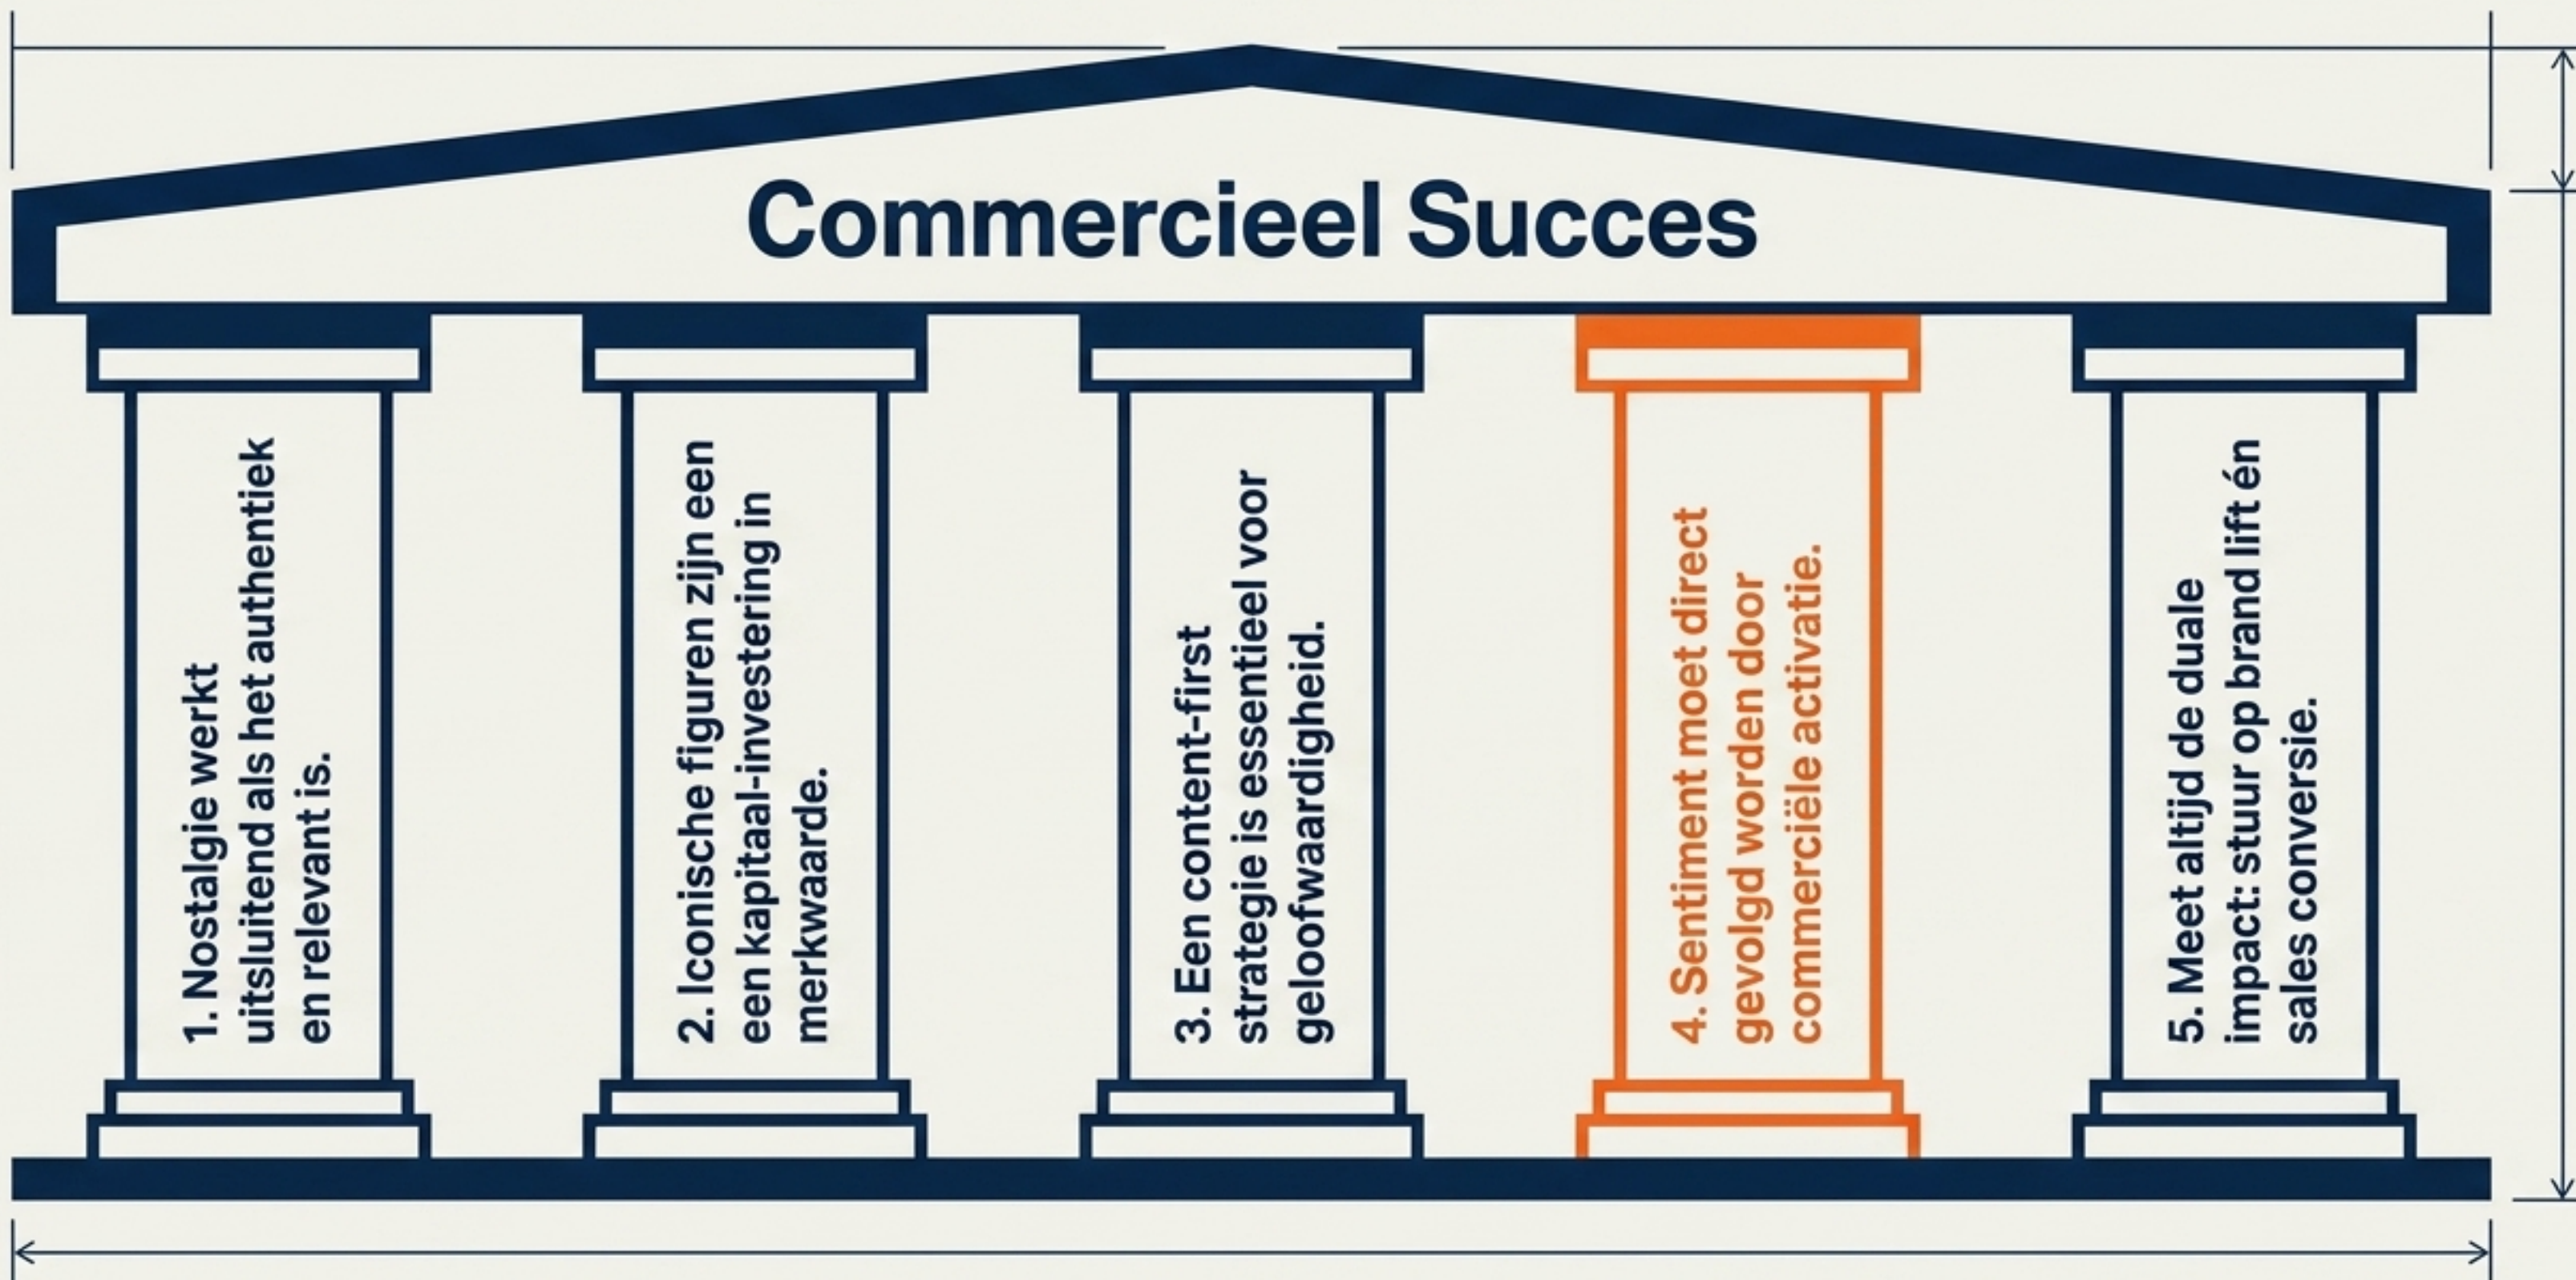 Commercieel Succes
1. Nostalgie werkt
uitsluitend als het authentiek
en relevant is.
2. Iconische figuren zijn een
een kapitaal-investering in
merkwaarde.
3. Een content-first
strategie is essentieel voor
geloofwaardigheid.
4. Sentiment moet direct
gevolgd worden door
commerciële activatie.
5. Meet altijd de duale
impact: stuur op brand lift én
sales conversie.